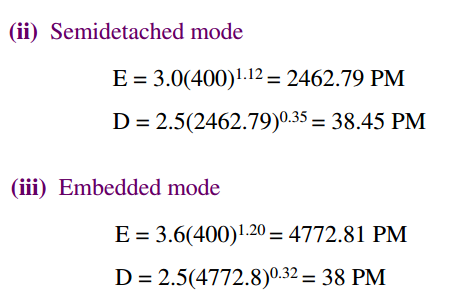 (ii) Semidetached mode
E = 3.0(400)^1.12 = 2462.79 PM
D = 2.5(2462.79)^0.35 = 38.45 PM
(iii) Embedded mode
E = 3.6(400)^1.20 = 4772.81 PM
D = 2.5(4772.8)^0.32 = 38 PM